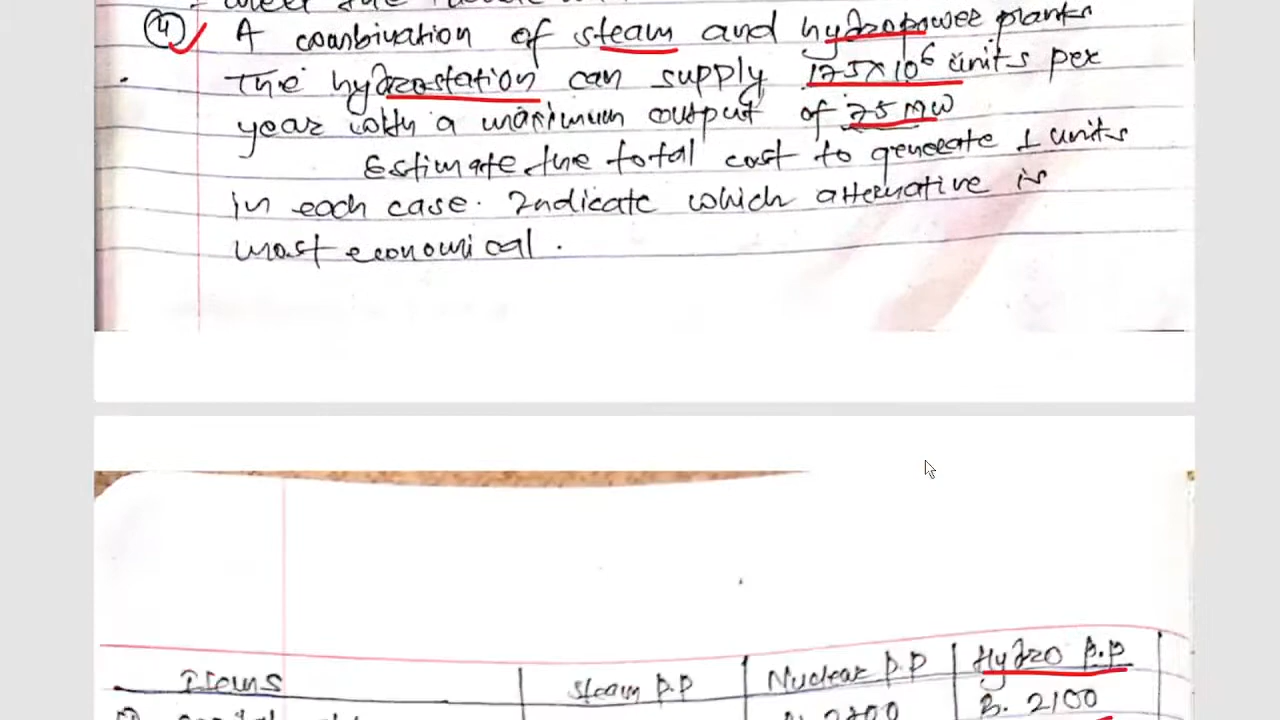 ④ A combination of steam and hydropower plants
The hydrostation can supply 175×10⁶ units per
year with a maximum output of 75 MW
Estimate the total cost to generate 1 units
in each case. Indicate which alternative is
most economical.
Items Steam P.P Nuclear P.P Hydro P.P
B. 2100